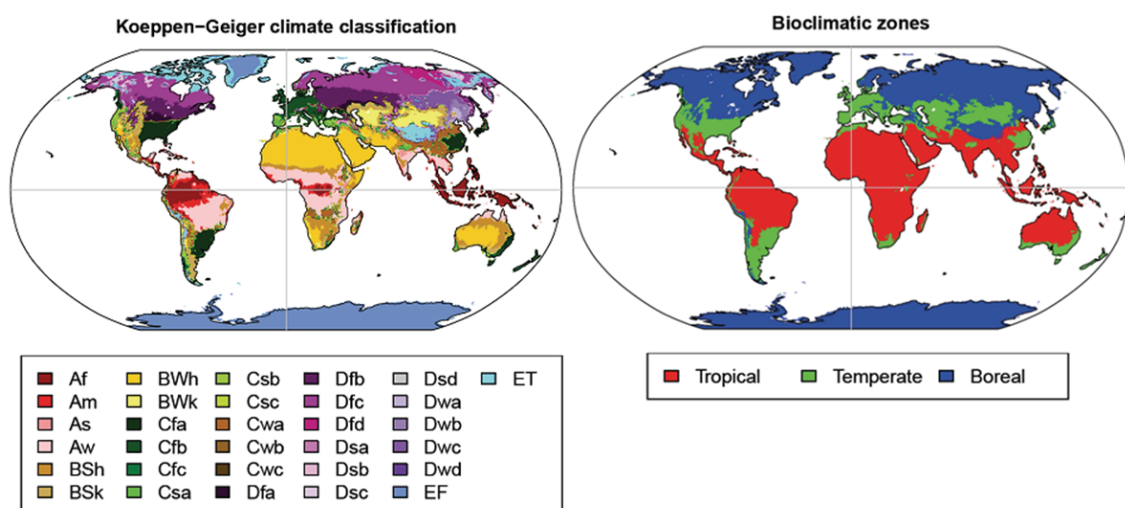 Koeppen−Geiger climate classification
Bioclimatic zones
Af BWh Csb Dfb Dsd ET
Am BWk Csc Dfc Dwa
As Cfa Cwa Dfd Dwb
Aw Cfb Cwb Dsa Dwc
BSh Cfc Cwc Dsb Dwd
BSk Csa Dfa Dsc EF
Tropical Temperate Boreal